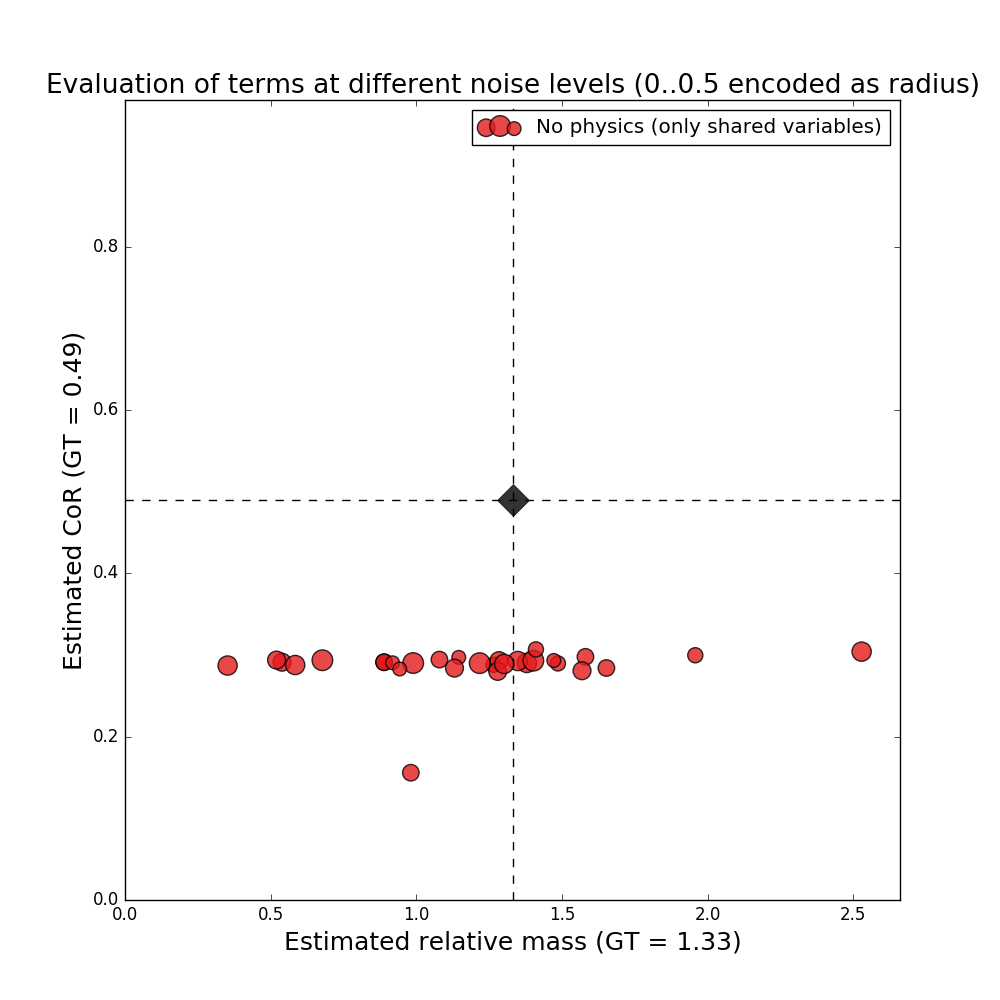 Evaluation of terms at different noise levels (0..0.5 encoded as radius)
No physics (only shared variables)
Estimated CoR (GT = 0.49)
0.8
0.6
0.4
0.2
0.0
0.0 0.5 1.0 1.5 2.0 2.5
Estimated relative mass (GT = 1.33)